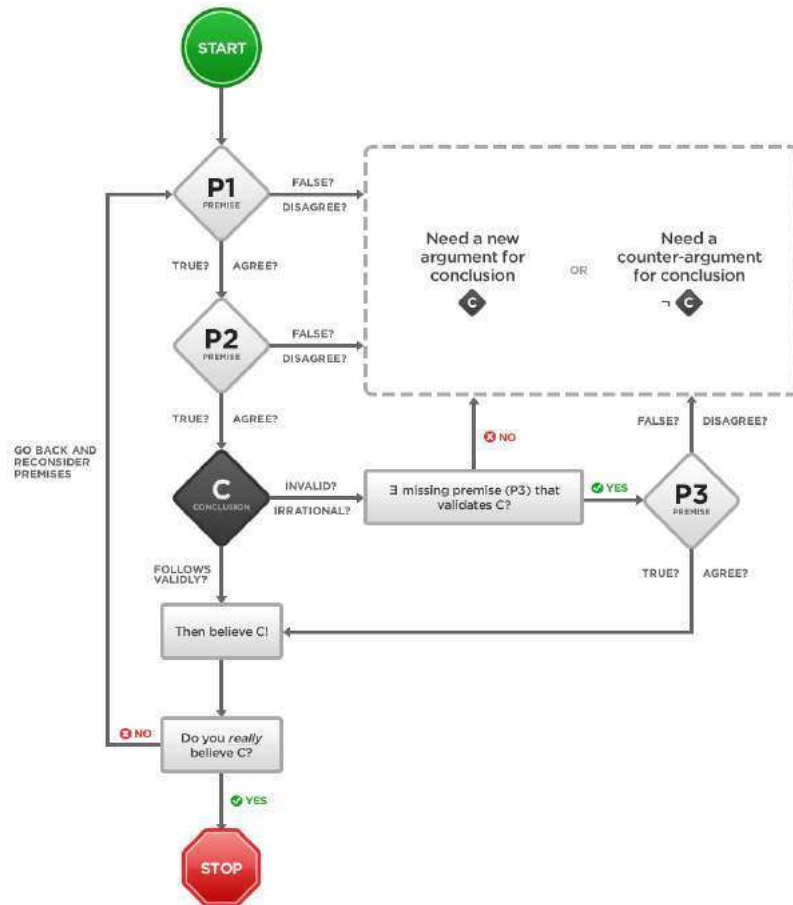 START
P1
PREMISE
FALSE?
DISAGREE?
TRUE? AGREE?
Need a new
argument for
conclusion
C
OR
Need a
counter-argument
for conclusion
¬ C
P2
PREMISE
FALSE?
DISAGREE?
TRUE? AGREE?
GO BACK AND
RECONSIDER
PREMISES
C
CONCLUSION
INVALID?
IRRATIONAL?
∃ missing premise (P3) that
validates C?
NO
YES
P3
PREMISE
FALSE? DISAGREE?
TRUE? AGREE?
FOLLOWS
VALIDLY?
Then believe C!
Do you really
believe C?
NO
YES
STOP